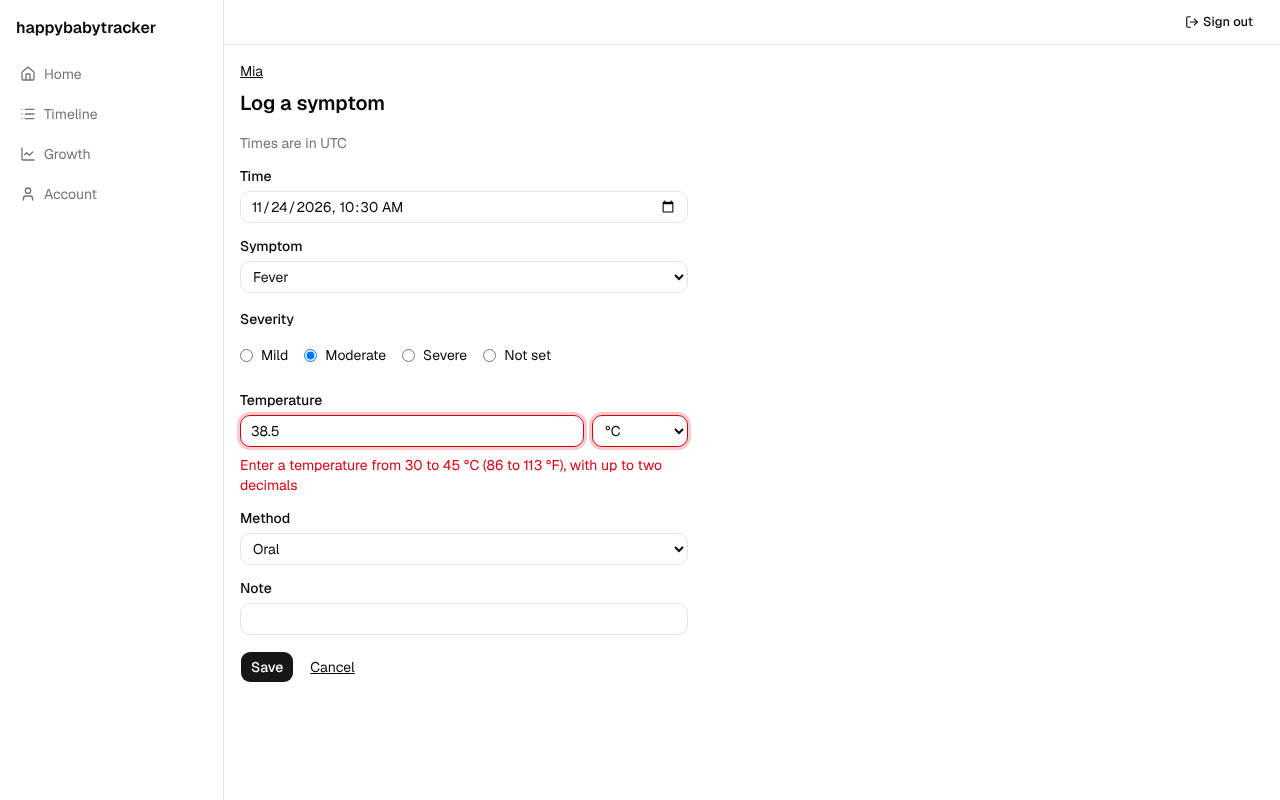 happybabytracker
Sign out
Home
Timeline
Growth
Account
Mia
Log a symptom
Times are in UTC
Time
11/24/2026, 10:30 AM
Symptom
Fever
Severity
Mild Moderate Severe Not set
Temperature
38.5 °C
Enter a temperature from 30 to 45 °C (86 to 113 °F), with up to two
decimals
Method
Oral
Note
Save Cancel